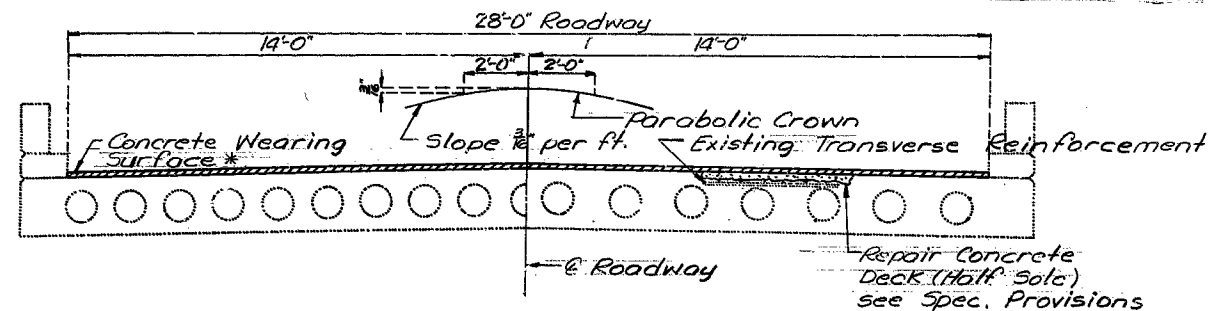 28'-0" Roadway
14'-0" 14'-0"
2'-0" 2'-0"
Parabolic Crown
Concrete Wearing
Surface *
Slope 3/16" per ft.
Existing Transverse Reinforcement
℄ Roadway
Repair Concrete
Deck (Half Sole)
see Spec. Provisions